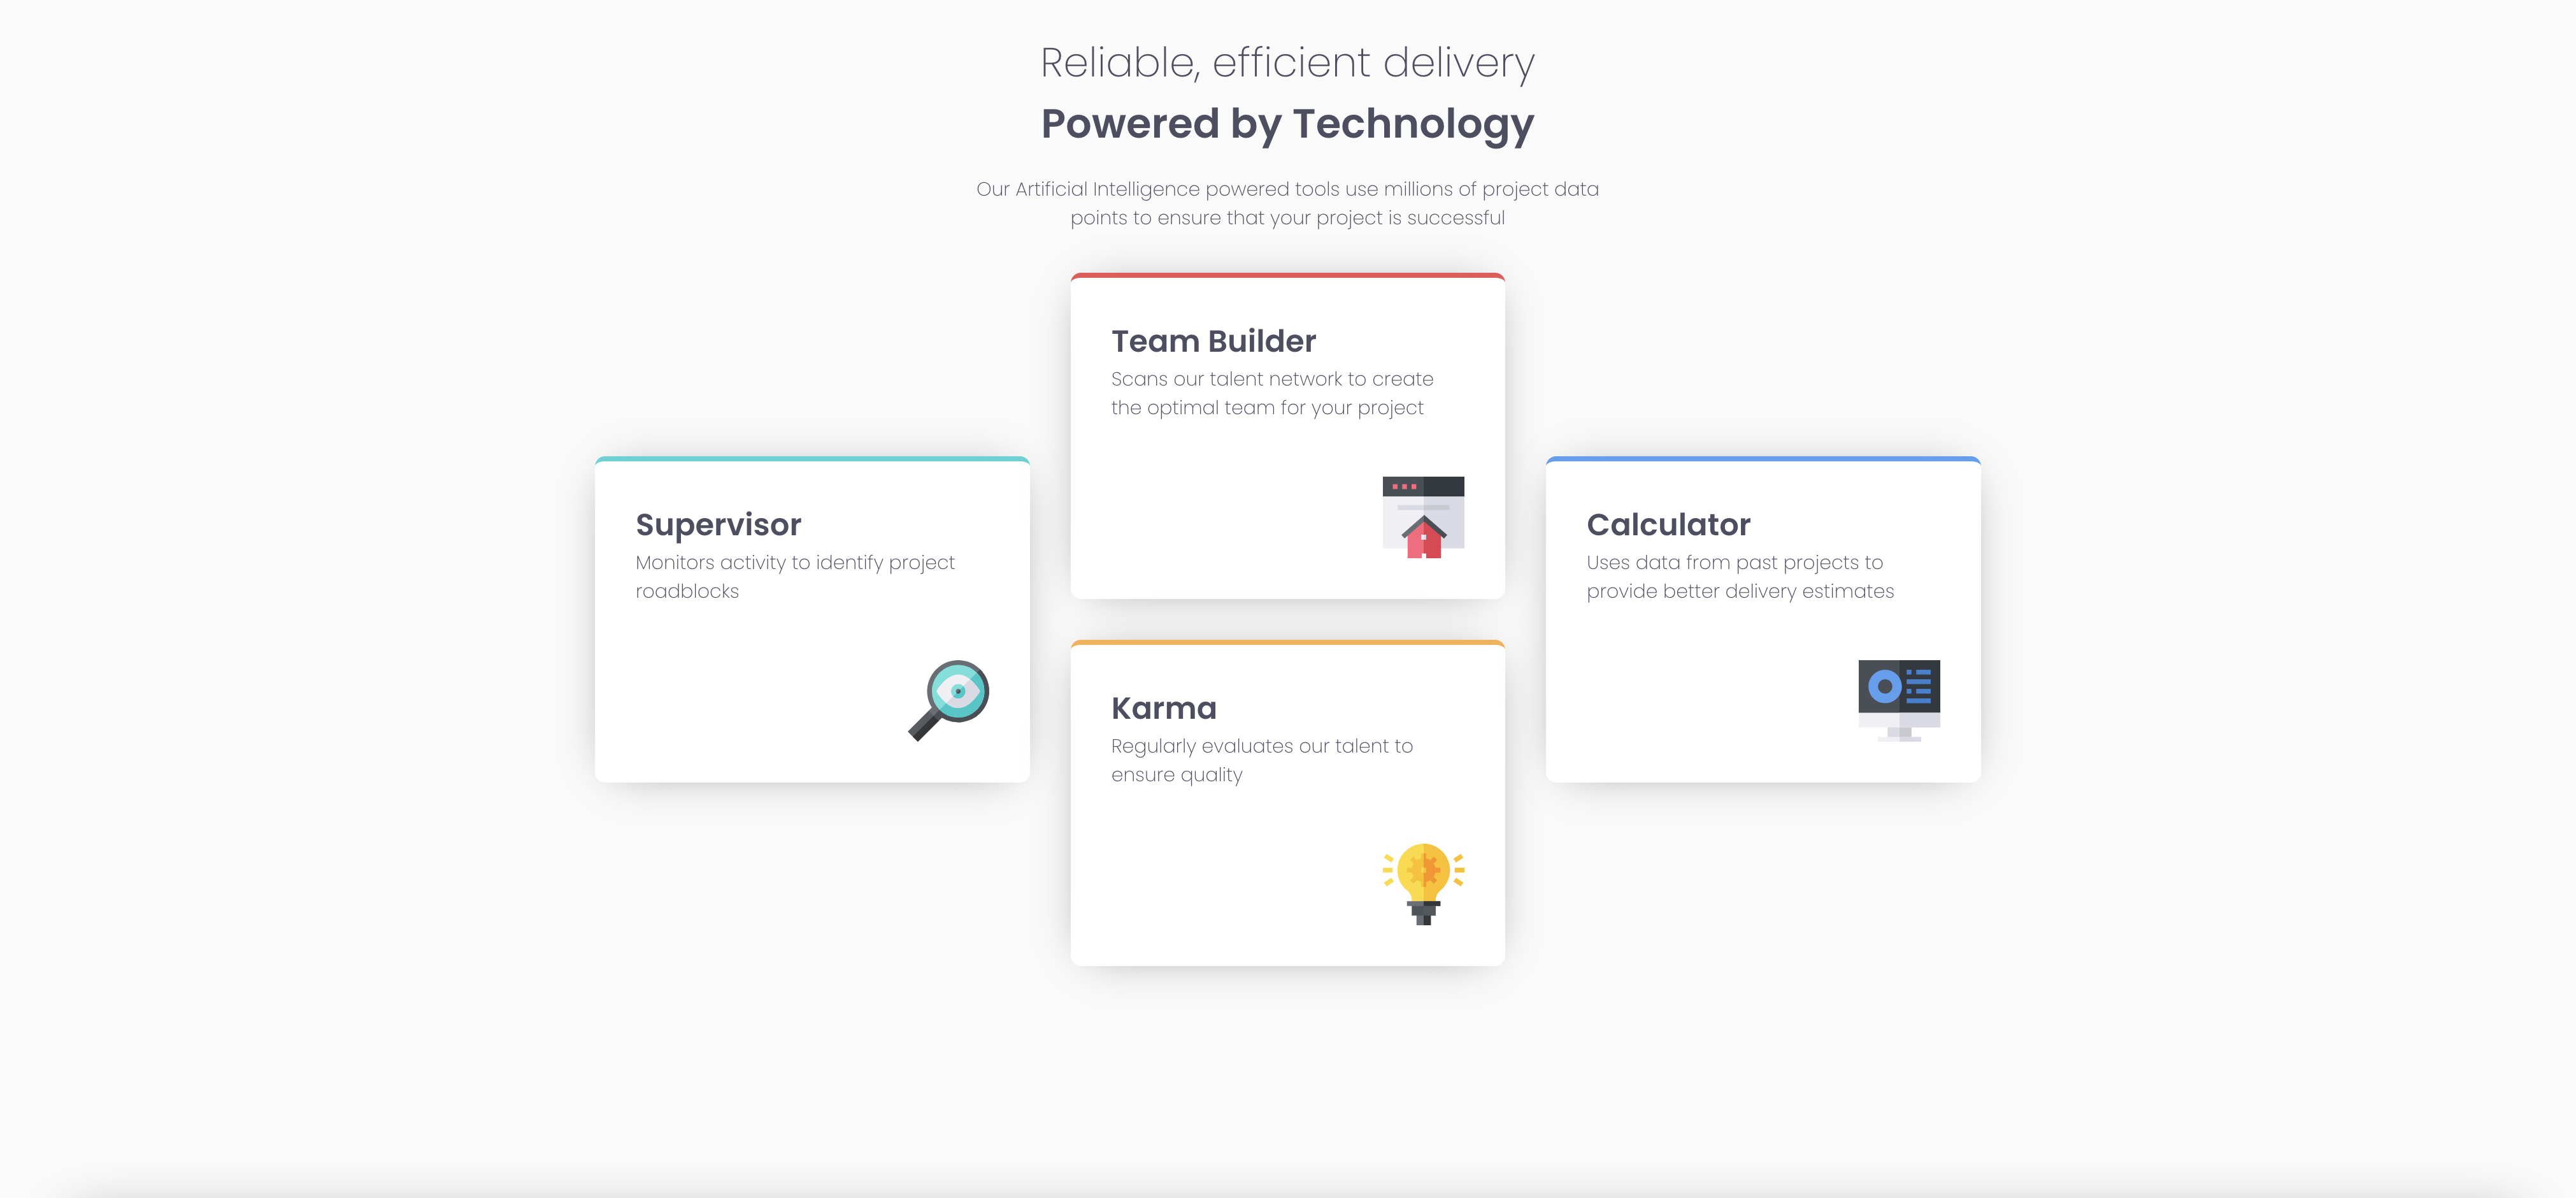 Reliable, efficient delivery
Powered by Technology
Our Artificial Intelligence powered tools use millions of project data
points to ensure that your project is successful
Supervisor
Monitors activity to identify project
roadblocks
Team Builder
Scans our talent network to create
the optimal team for your project
Karma
Regularly evaluates our talent to
ensure quality
Calculator
Uses data from past projects to
provide better delivery estimates